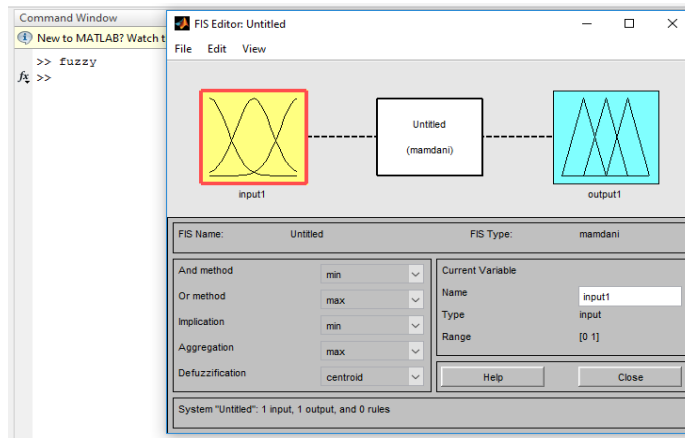 Command Window
New to MATLAB? Watch t
>> fuzzy
fx >>
FIS Editor: Untitled
File Edit View
Untitled
(mamdani)
input1
output1
FIS Name: Untitled FIS Type: mamdani
And method min
Or method max
Implication min
Aggregation max
Defuzzification centroid
Current Variable
Name input1
Type input
Range [0 1]
Help Close
System "Untitled": 1 input, 1 output, and 0 rules